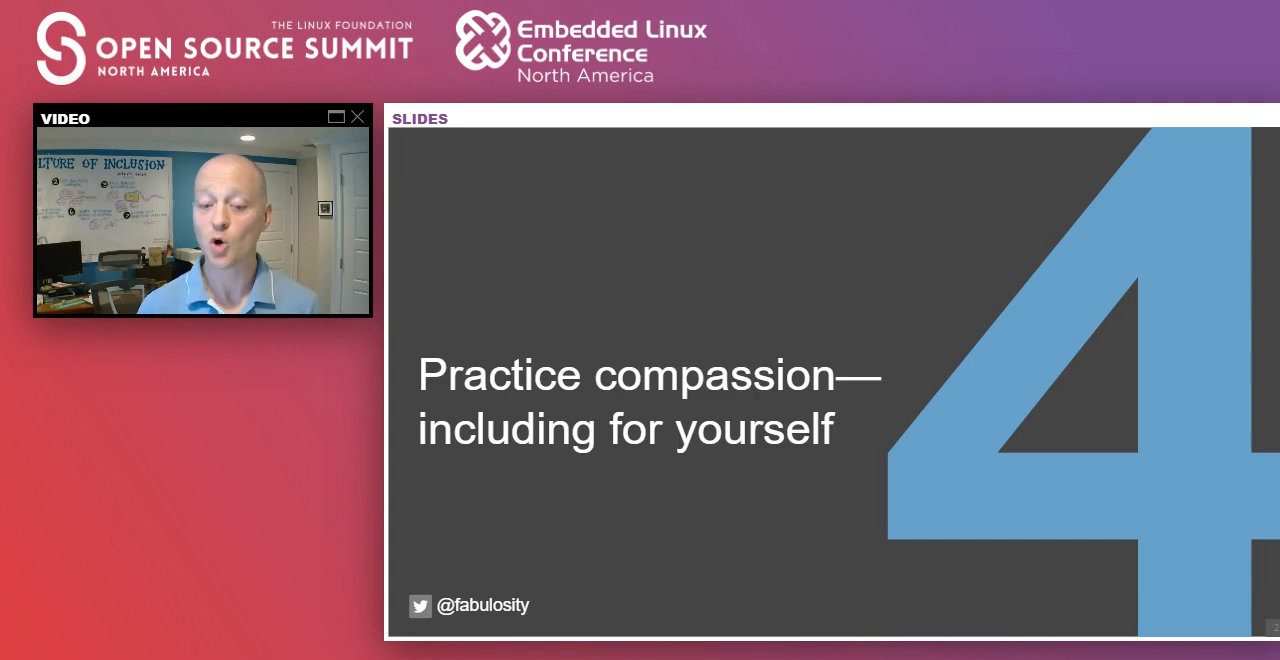 THE LINUX FOUNDATION
OPEN SOURCE SUMMIT
NORTH AMERICA
Embedded Linux
Conference
North America
VIDEO
SLIDES
LTURE OF INCLUSION
4
Practice compassion—
including for yourself
@fabulosity